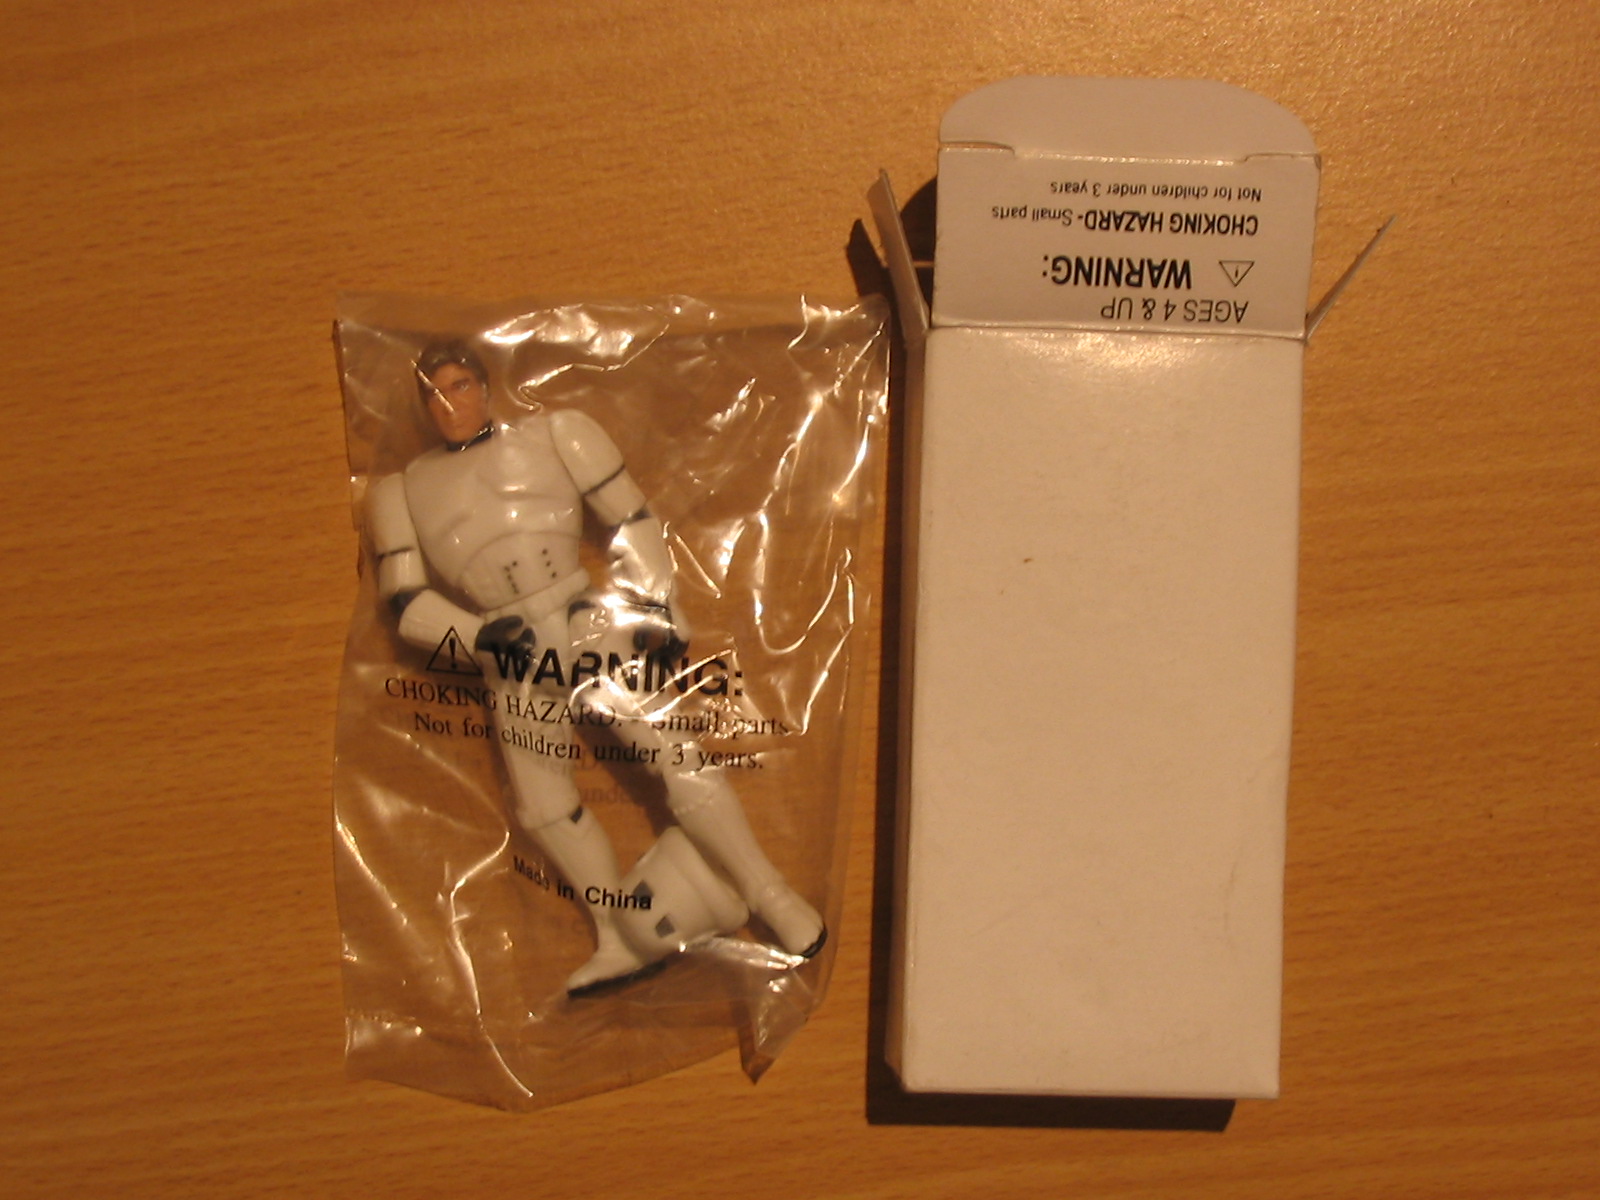 WARNING:
CHOKING HAZARD. - Small parts
Not for children under 3 years.
Made in China
AGES 4 & UP
WARNING:
CHOKING HAZARD-Small parts
Not for children under 3 years